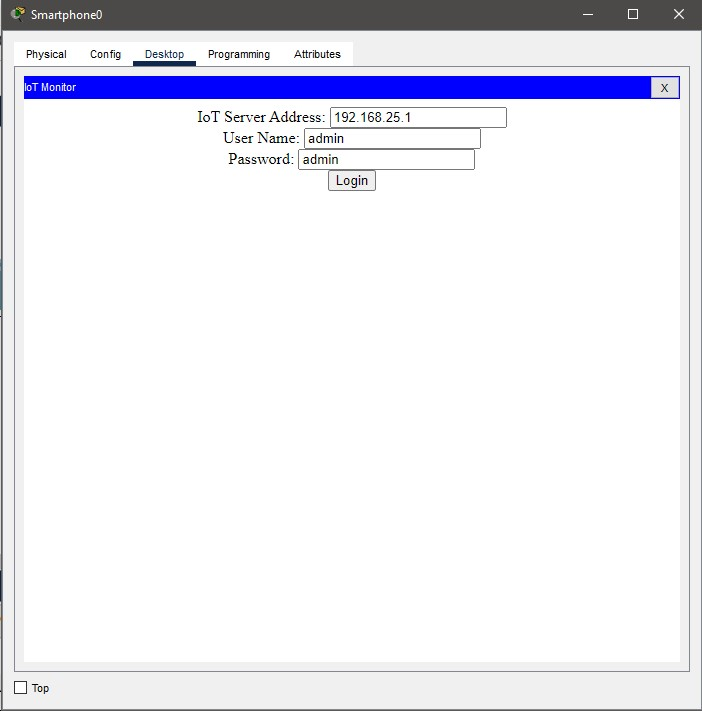 Smartphone0
Physical Config Desktop Programming Attributes
IoT Monitor X
IoT Server Address: 192.168.25.1
User Name: admin
Password: admin
Login
Top